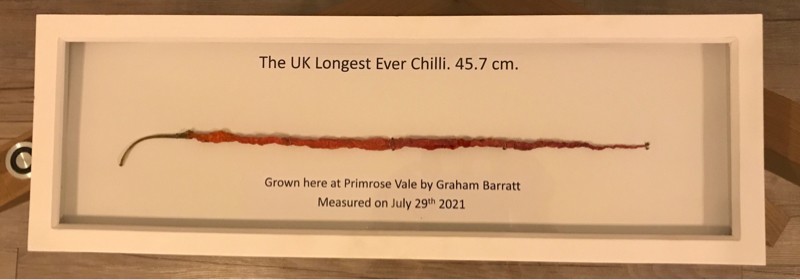 The UK Longest Ever Chilli. 45.7 cm.
Grown here at Primrose Vale by Graham Barratt
Measured on July 29th 2021